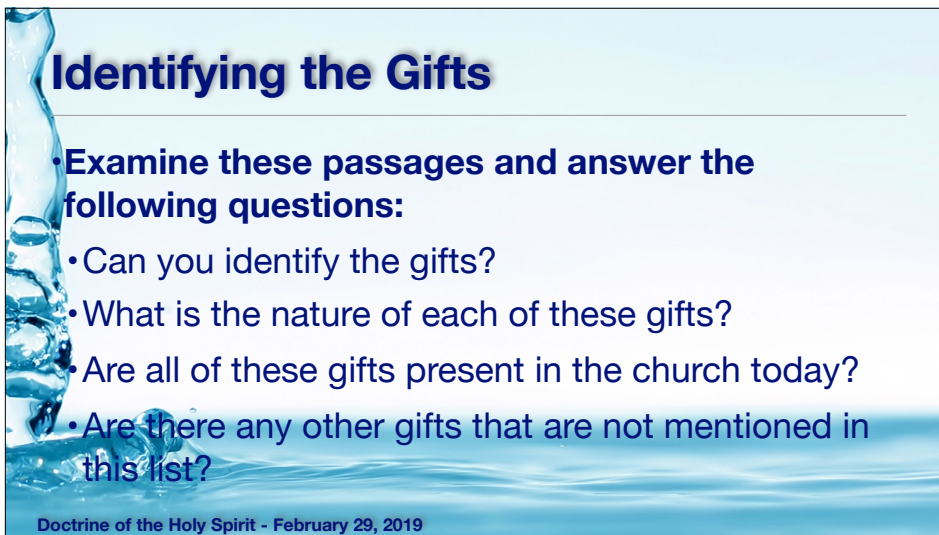 Identifying the Gifts
•Examine these passages and answer the
following questions:
•Can you identify the gifts?
•What is the nature of each of these gifts?
•Are all of these gifts present in the church today?
•Are there any other gifts that are not mentioned in
this list?
Doctrine of the Holy Spirit - February 29, 2019